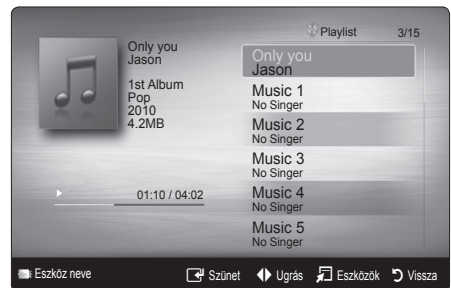 Only you
Jason
1st Album
Pop
2010
4.2MB
01:10 / 04:02
Playlist 3/15
Only you
Jason
Music 1
No Singer
Music 2
No Singer
Music 3
No Singer
Music 4
No Singer
Music 5
No Singer
Eszköz neve Szünet Ugrás Eszközök Vissza